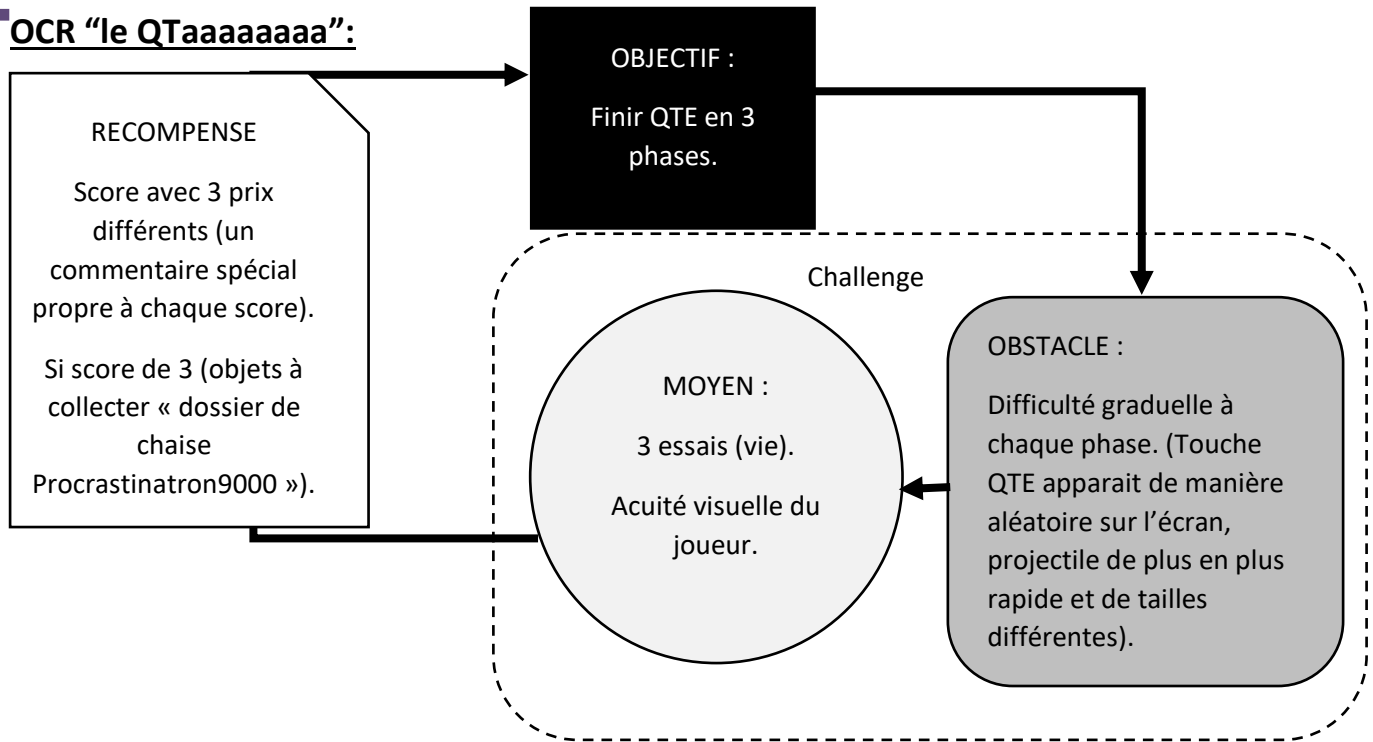 OCR “le QTaaaaaaaa”:
RECOMPENSE
Score avec 3 prix
différents (un
commentaire spécial
propre à chaque score).
Si score de 3 (objets à
collecter « dossier de
chaise
Procrastinatron9000 »).
OBJECTIF :
Finir QTE en 3
phases.
Challenge
MOYEN :
3 essais (vie).
Acuité visuelle du
joueur.
OBSTACLE :
Difficulté graduelle à
chaque phase. (Touche
QTE apparait de manière
aléatoire sur l’écran,
projectile de plus en plus
rapide et de tailles
différentes).